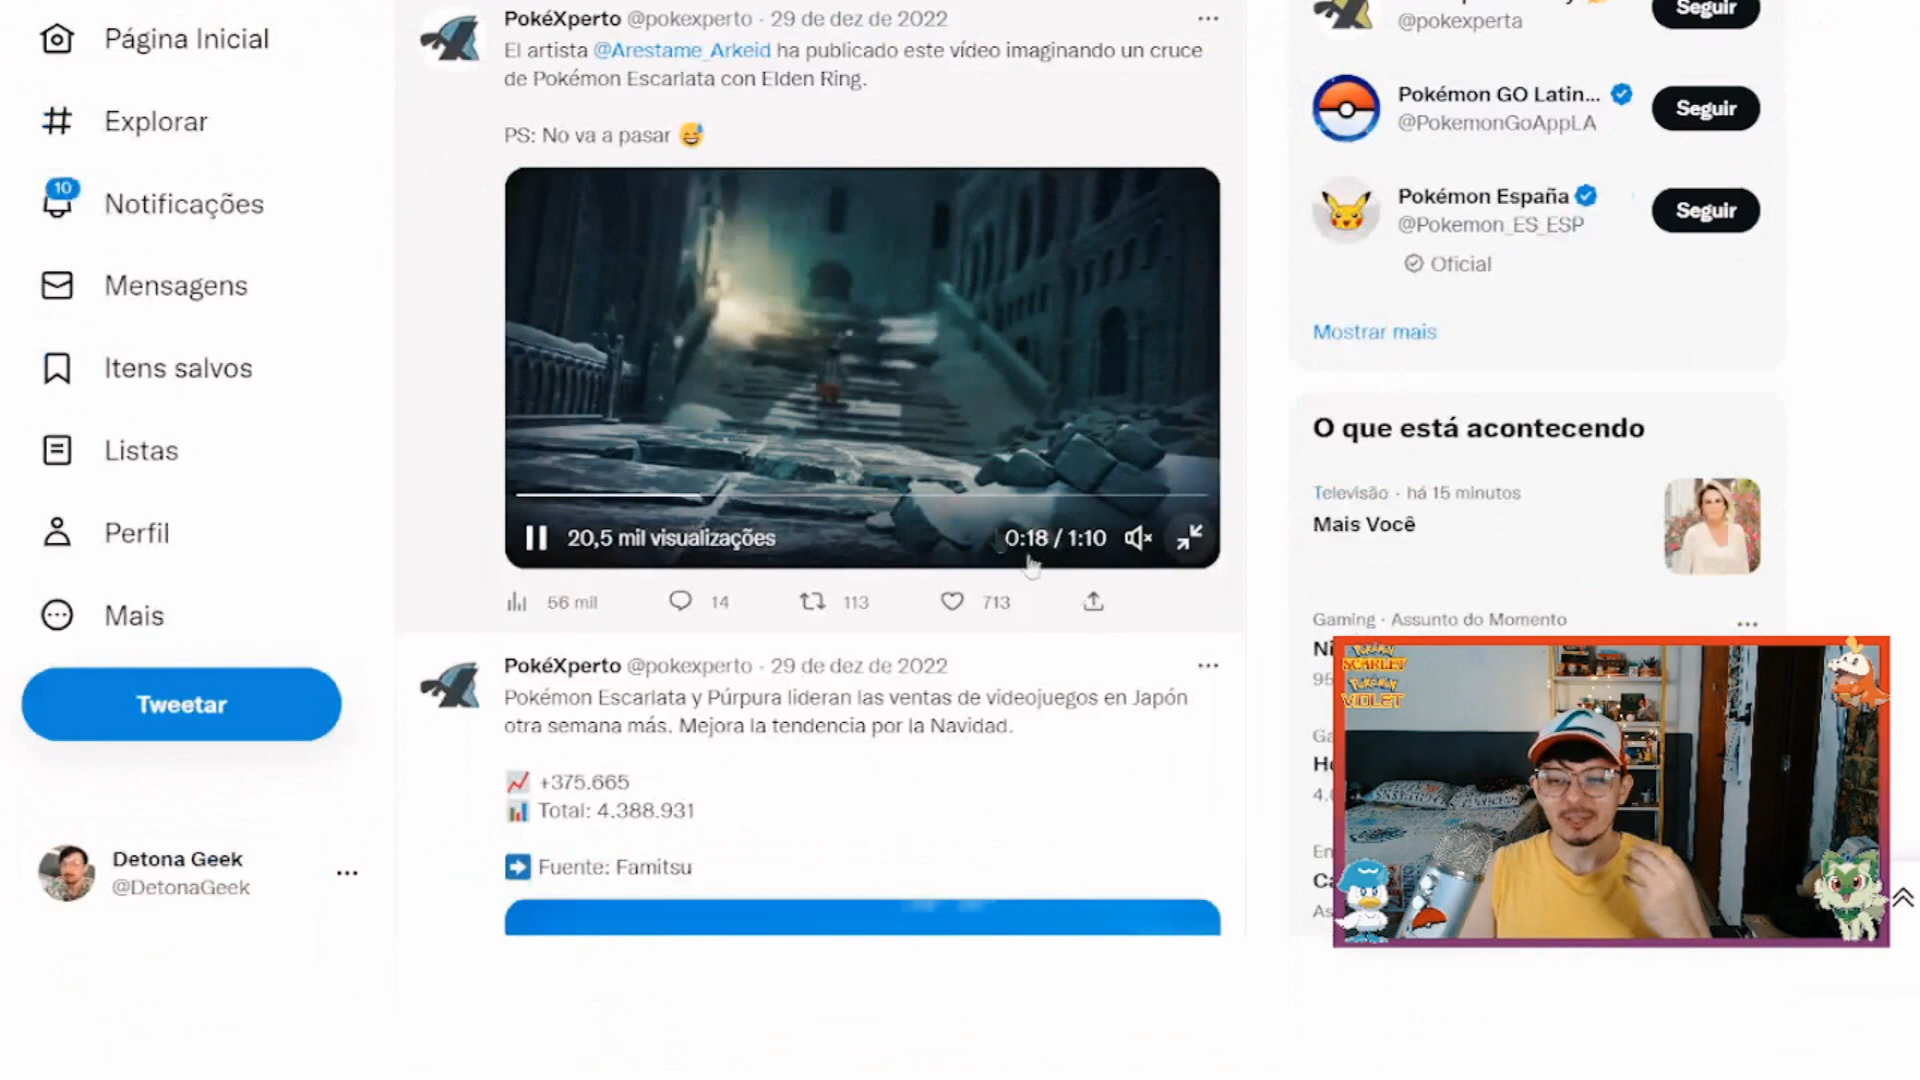 Página Inicial
Explorar
10
Notificações
Mensagens
Itens salvos
Listas
Perfil
Mais
Tweetar
Detona Geek
@DetonaGeek
PokéXperto @pokexperto · 29 de dez de 2022
El artista @Arestame_Arkeid ha publicado este vídeo imaginando un cruce
de Pokémon Escarlata con Elden Ring.
PS: No va a pasar 😅
20,5 mil visualizações
0:18 / 1:10
56 mil
14
113
713
PokéXperto @pokexperto · 29 de dez de 2022
Pokémon Escarlata y Púrpura lideran las ventas de videojuegos en Japón
otra semana más. Mejora la tendencia por la Navidad.
📈 +375.665
📊 Total: 4.388.931
➡️ Fuente: Famitsu
@pokexperta
Seguir
Pokémon GO Latin...
@PokemonGoAppLA
Seguir
Pokémon España
@Pokemon_ES_ESP
Oficial
Seguir
Mostrar mais
O que está acontecendo
Televisão · há 15 minutos
Mais Você
Gaming · Assunto do Momento
POKÉMON
SCARLET
POKÉMON
VIOLET